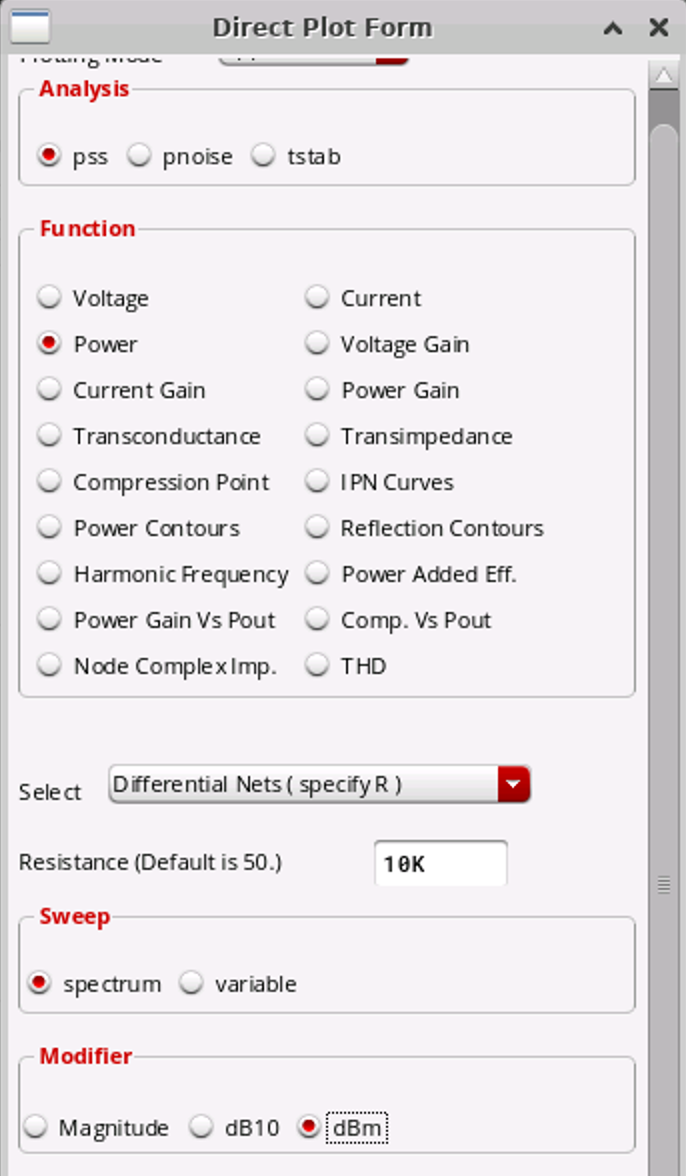 Direct Plot Form
Plotting Mode
Analysis
pss pnoise tstab
Function
Voltage Current
Power Voltage Gain
Current Gain Power Gain
Transconductance Transimpedance
Compression Point IPN Curves
Power Contours Reflection Contours
Harmonic Frequency Power Added Eff.
Power Gain Vs Pout Comp. Vs Pout
Node Complex Imp. THD
Select Differential Nets ( specify R )
Resistance (Default is 50.) 10K
Sweep
spectrum variable
Modifier
Magnitude dB10 dBm